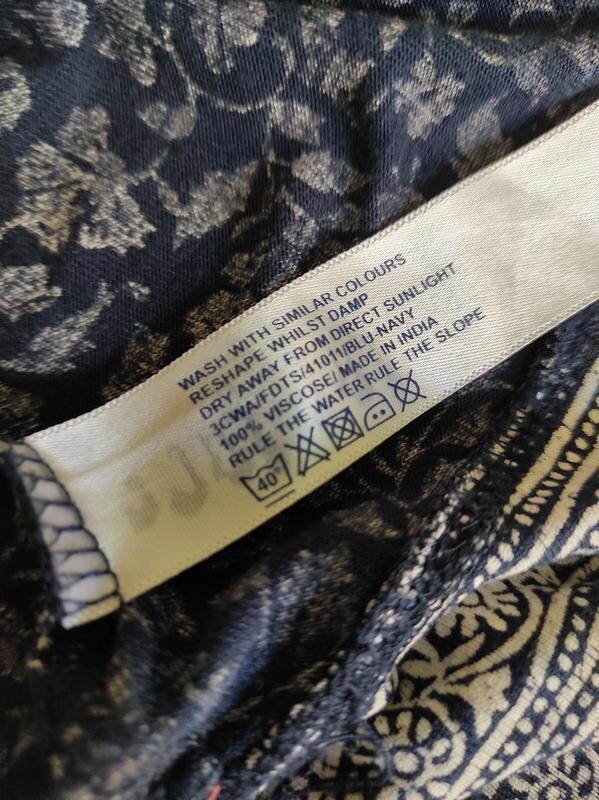 WASH WITH SIMILAR COLOURS
RESHAPE WHILST DAMP
DRY AWAY FROM DIRECT SUNLIGHT
3CWA/FDTS/41011/BLU-NAVY
100% VISCOSE/ MADE IN INDIA
RULE THE WATER RULE THE SLOPE
40°